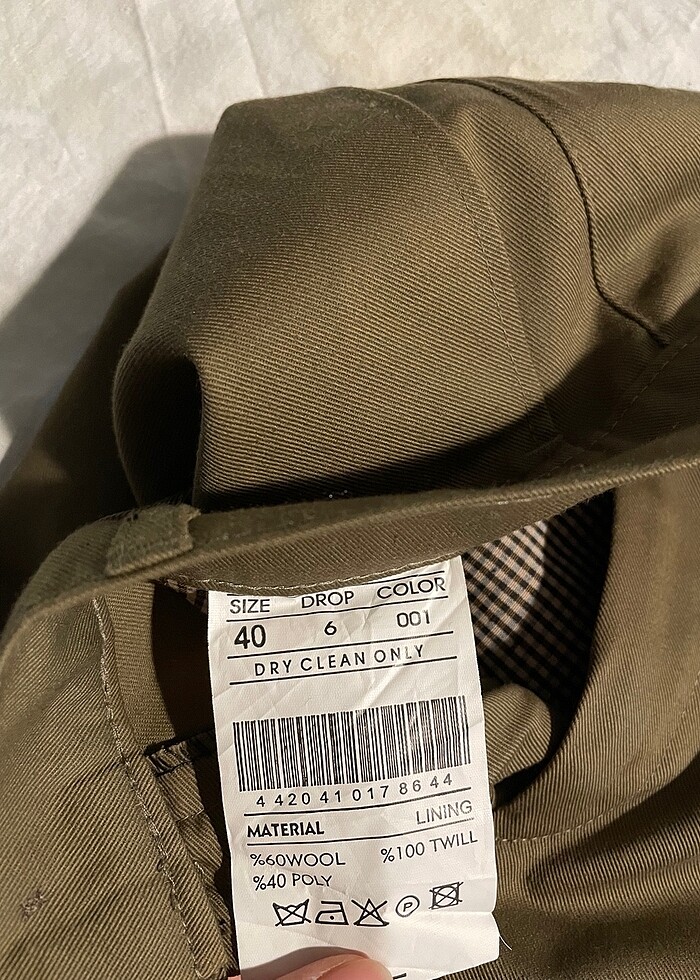 SIZE DROP COLOR
40 6 001
DRY CLEAN ONLY
4 420 41 017 86 44
MATERIAL LINING
%60WOOL %100 TWILL
%40 POLY
P